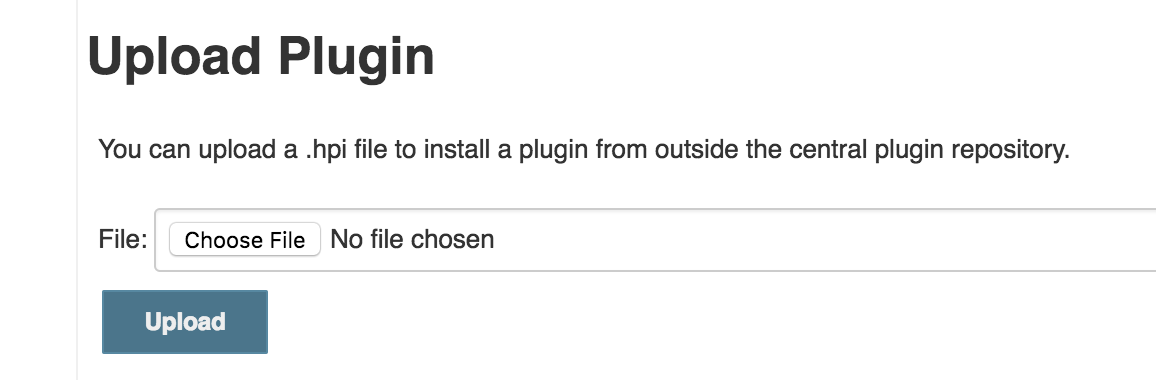 Upload Plugin
You can upload a .hpi file to install a plugin from outside the central plugin repository.
File: Choose File No file chosen
Upload